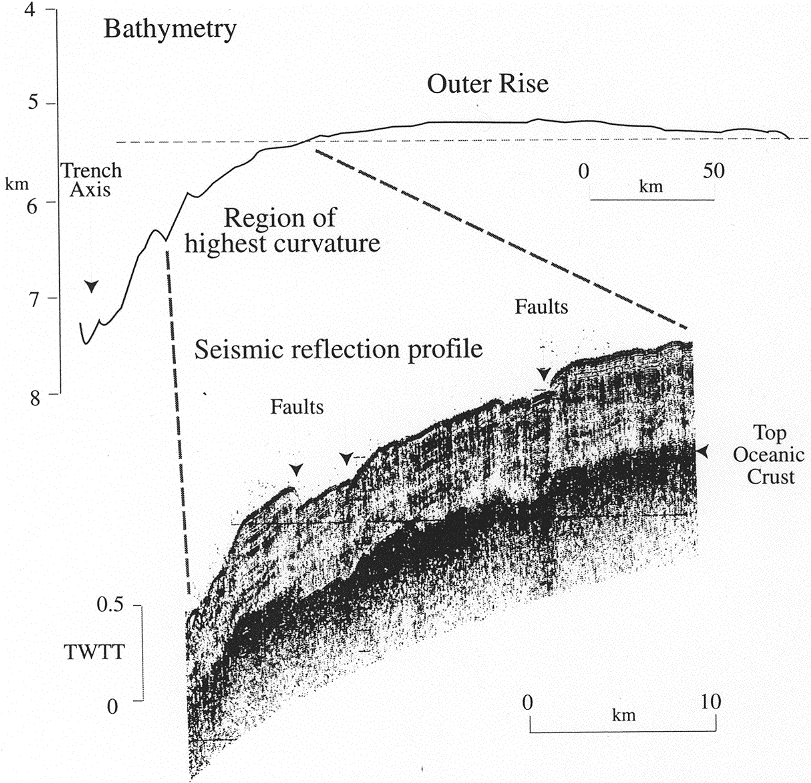 4
Bathymetry
Outer Rise
5
Trench
Axis
km
0 50
km
6
Region of
highest curvature
7
Faults
Seismic reflection profile
8
Faults
Top
Oceanic
Crust
0.5
TWTT
0
0 10
km